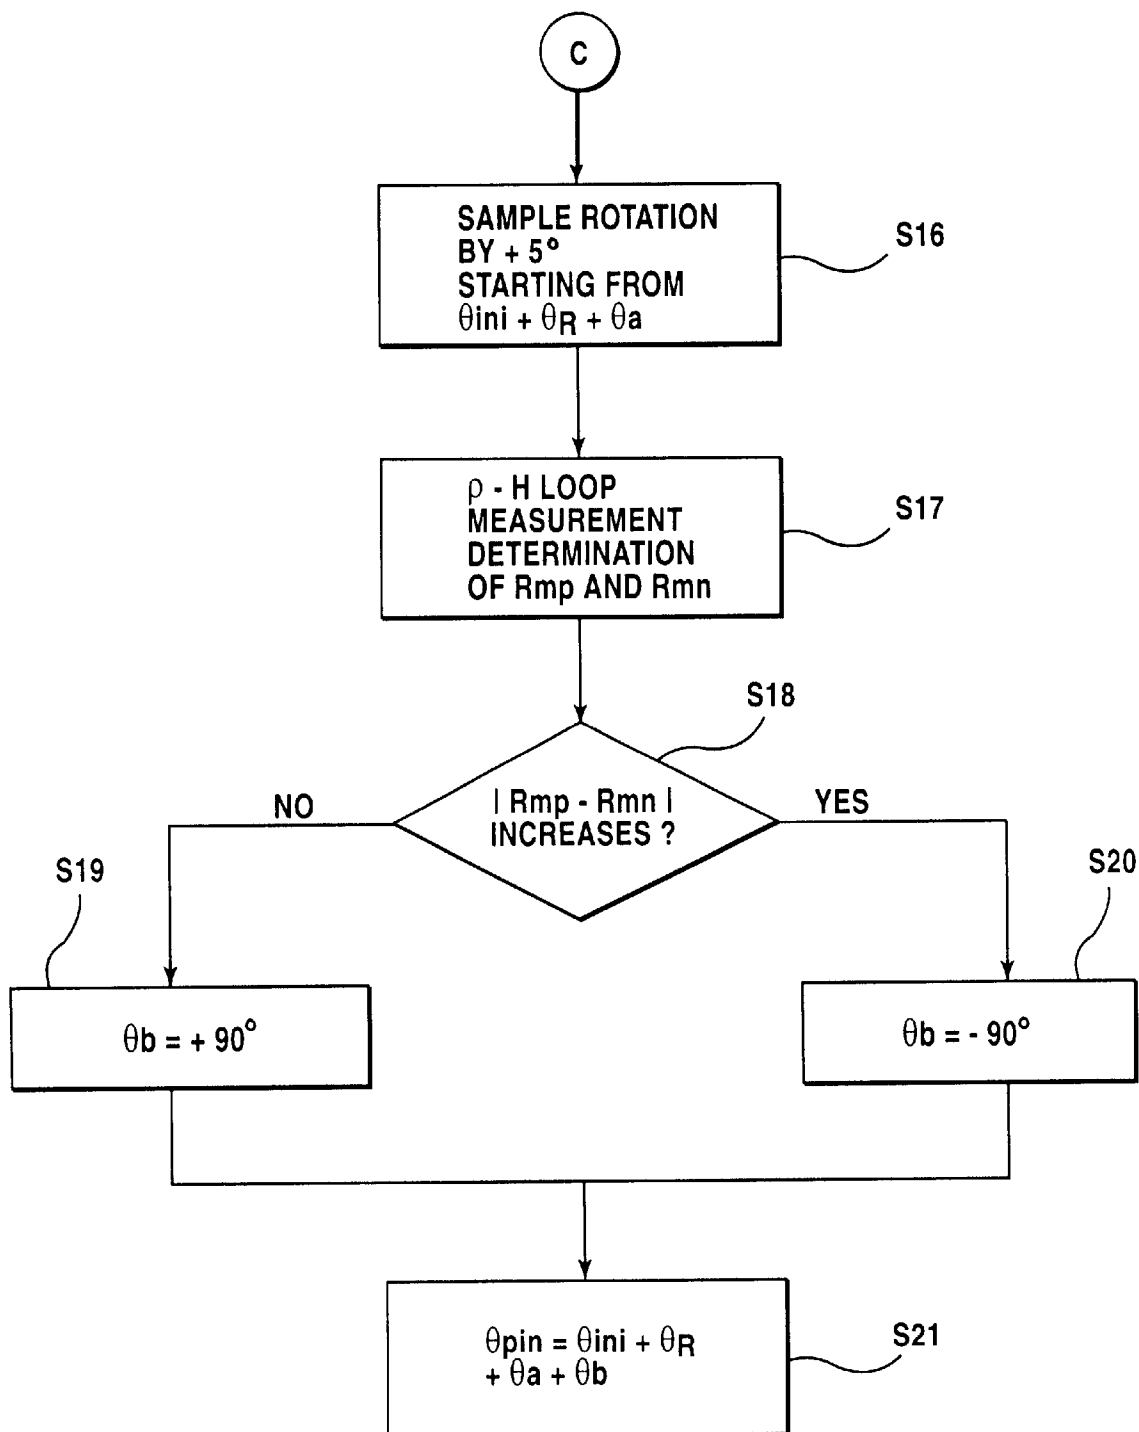 C
SAMPLE ROTATION
BY + 5°
STARTING FROM
θini + θR + θa
S16
ρ - H LOOP
MEASUREMENT
DETERMINATION
OF Rmp AND Rmn
S17
S18
| Rmp - Rmn |
INCREASES ?
NO
YES
S19
S20
θb = + 90°
θb = - 90°
θpin = θini + θR
+ θa + θb
S21